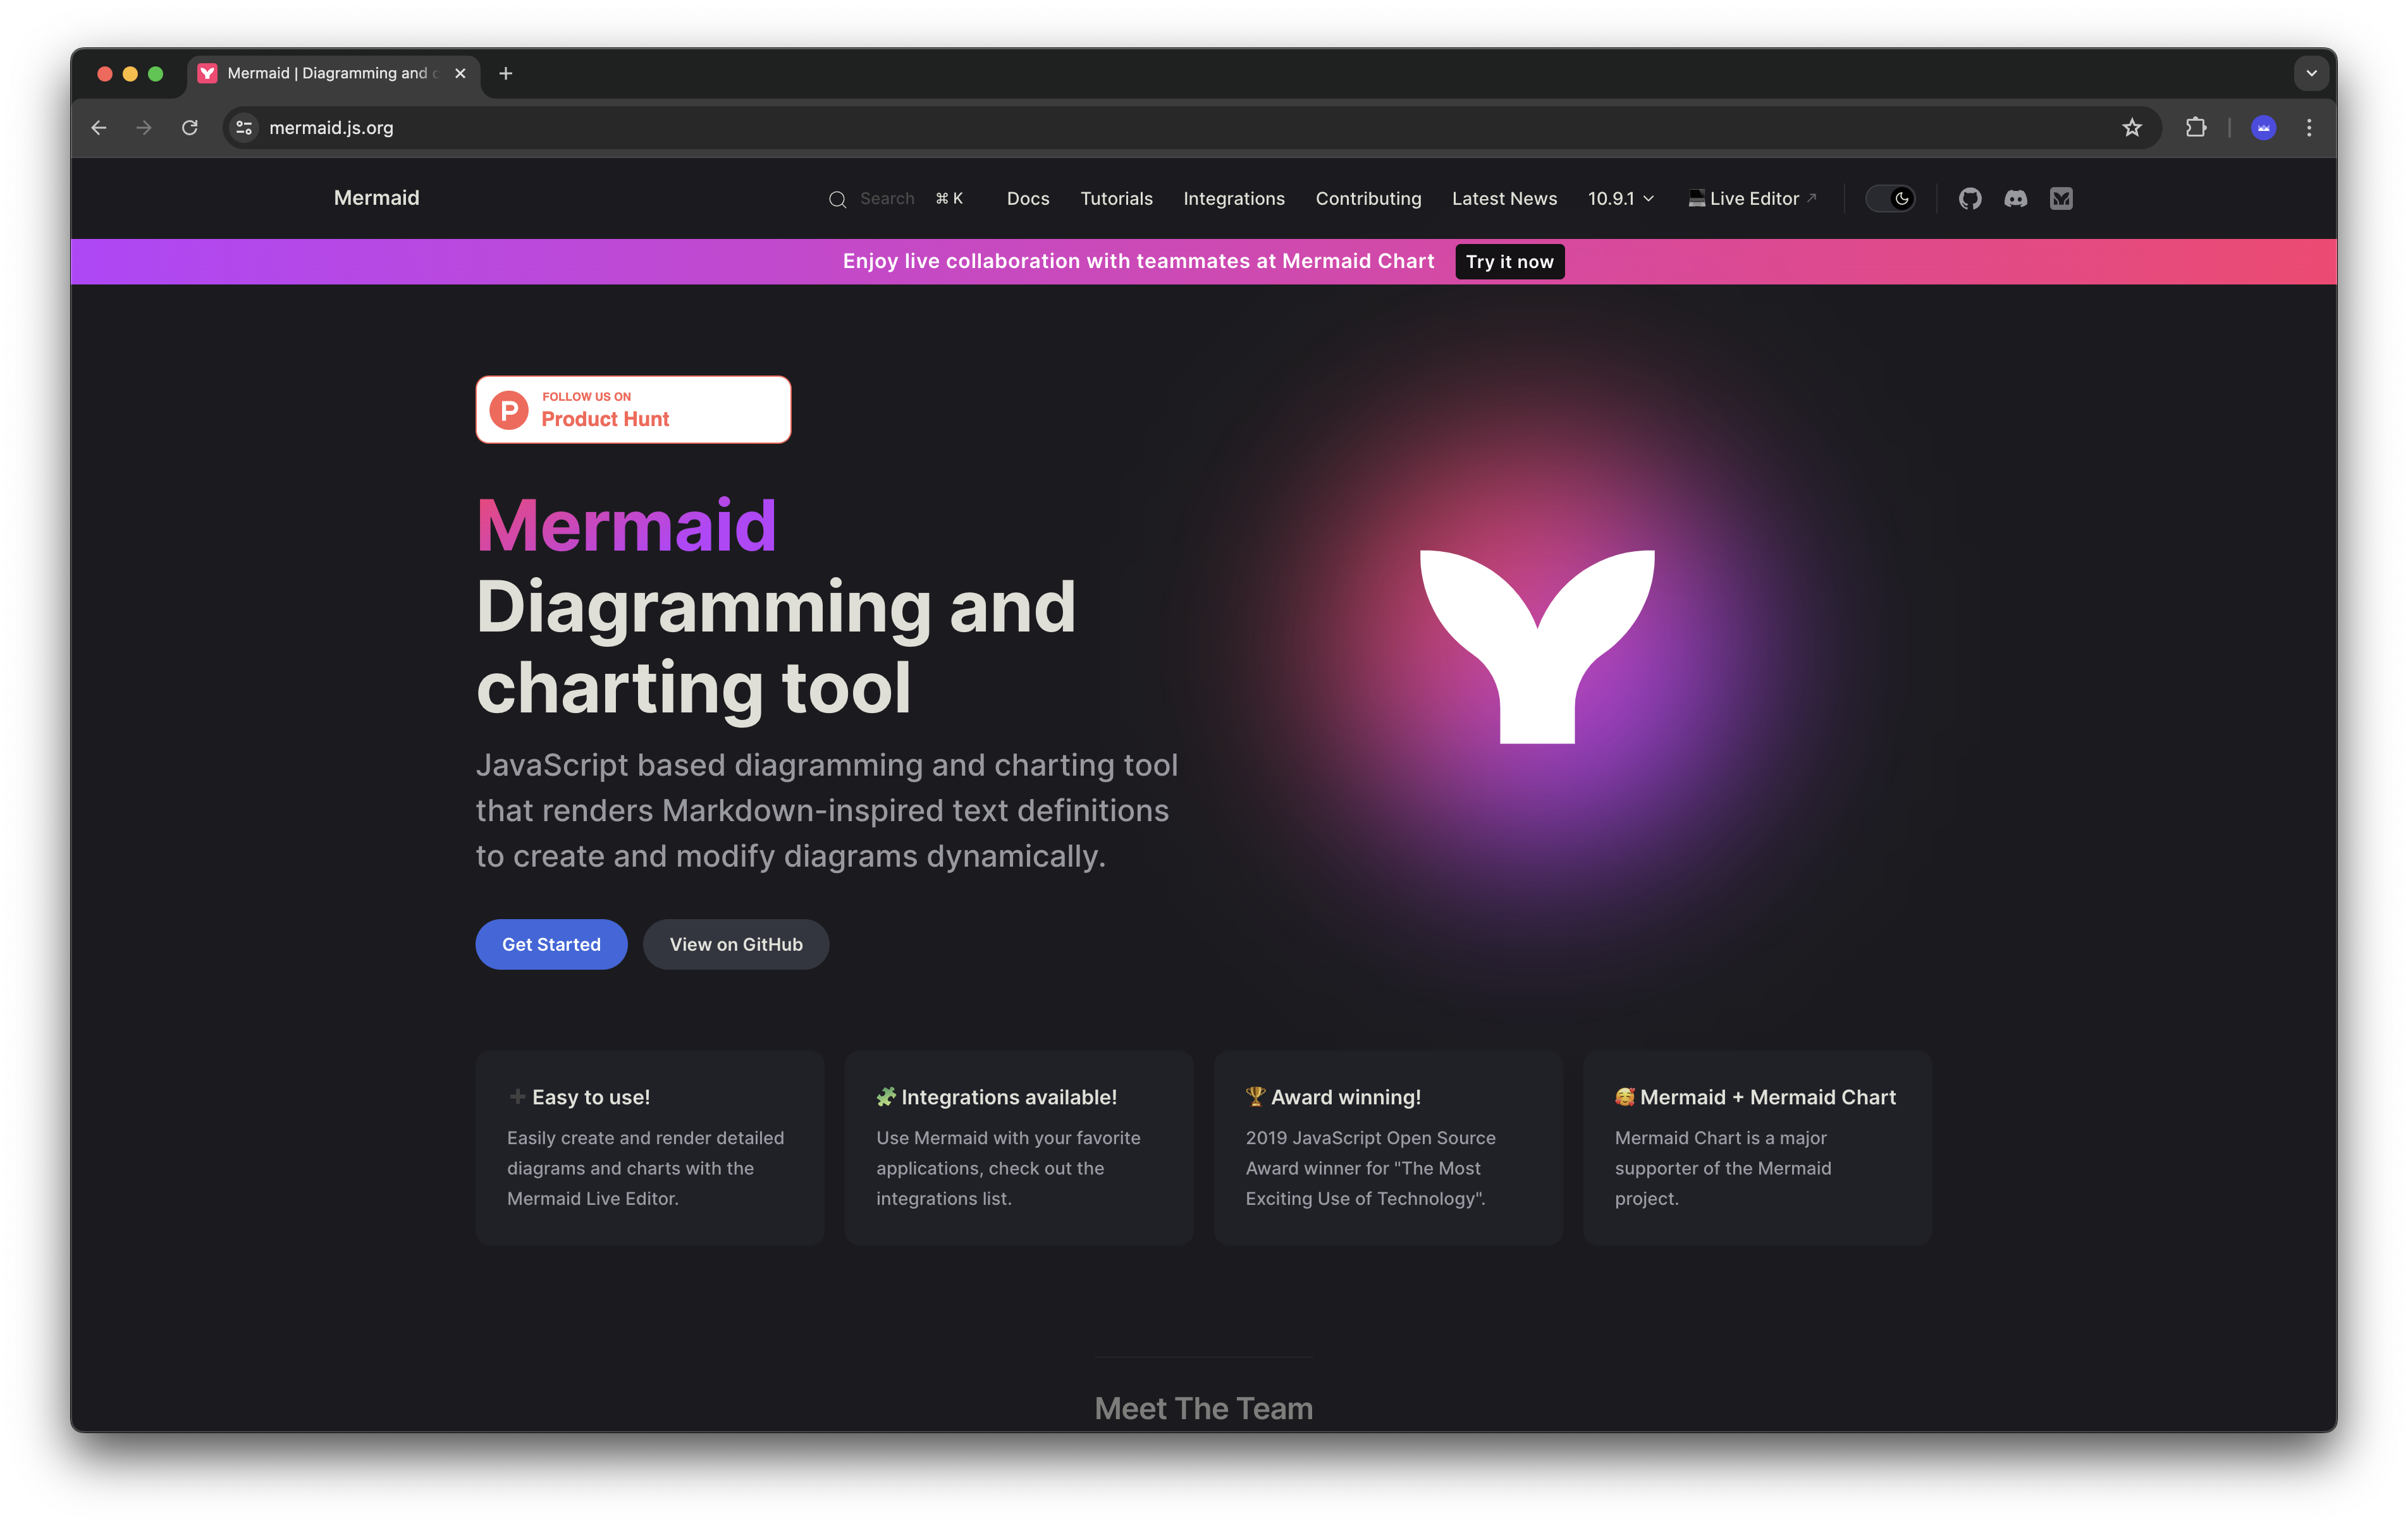 Mermaid | Diagramming and
mermaid.js.org
Mermaid
Search ⌘ K
Docs
Tutorials
Integrations
Contributing
Latest News
10.9.1
Live Editor
Enjoy live collaboration with teammates at Mermaid Chart
Try it now
P
FOLLOW US ON
Product Hunt
Mermaid
Diagramming and
charting tool
JavaScript based diagramming and charting tool
that renders Markdown-inspired text definitions
to create and modify diagrams dynamically.
Get Started
View on GitHub
➕ Easy to use!
Easily create and render detailed
diagrams and charts with the
Mermaid Live Editor.
🧩 Integrations available!
Use Mermaid with your favorite
applications, check out the
integrations list.
🏆 Award winning!
2019 JavaScript Open Source
Award winner for "The Most
Exciting Use of Technology".
🥰 Mermaid + Mermaid Chart
Mermaid Chart is a major
supporter of the Mermaid
project.
Meet The Team